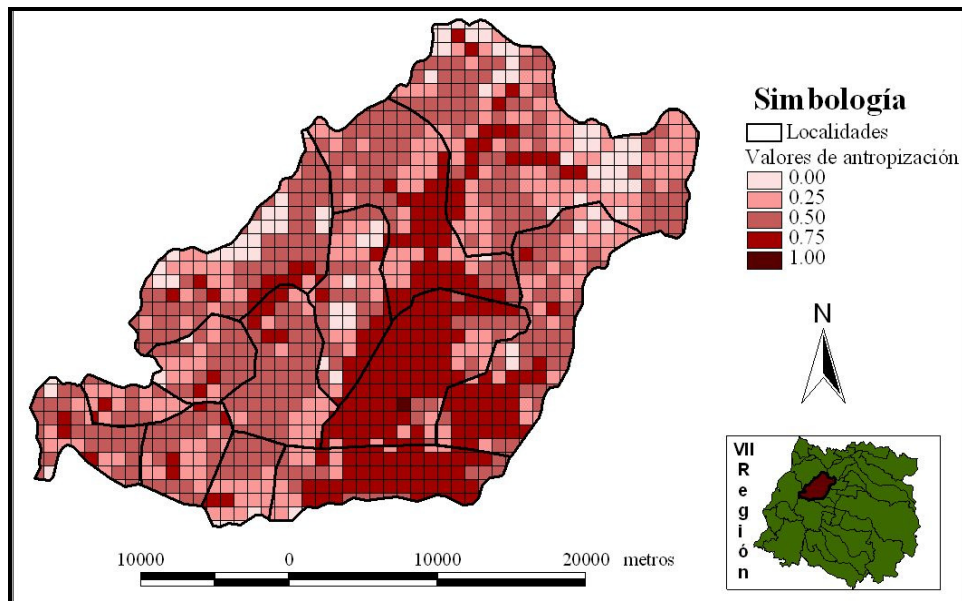 Simbología
Localidades
Valores de antropización
0.00
0.25
0.50
0.75
1.00
N
VII
Región
10000 0 10000 20000 metros